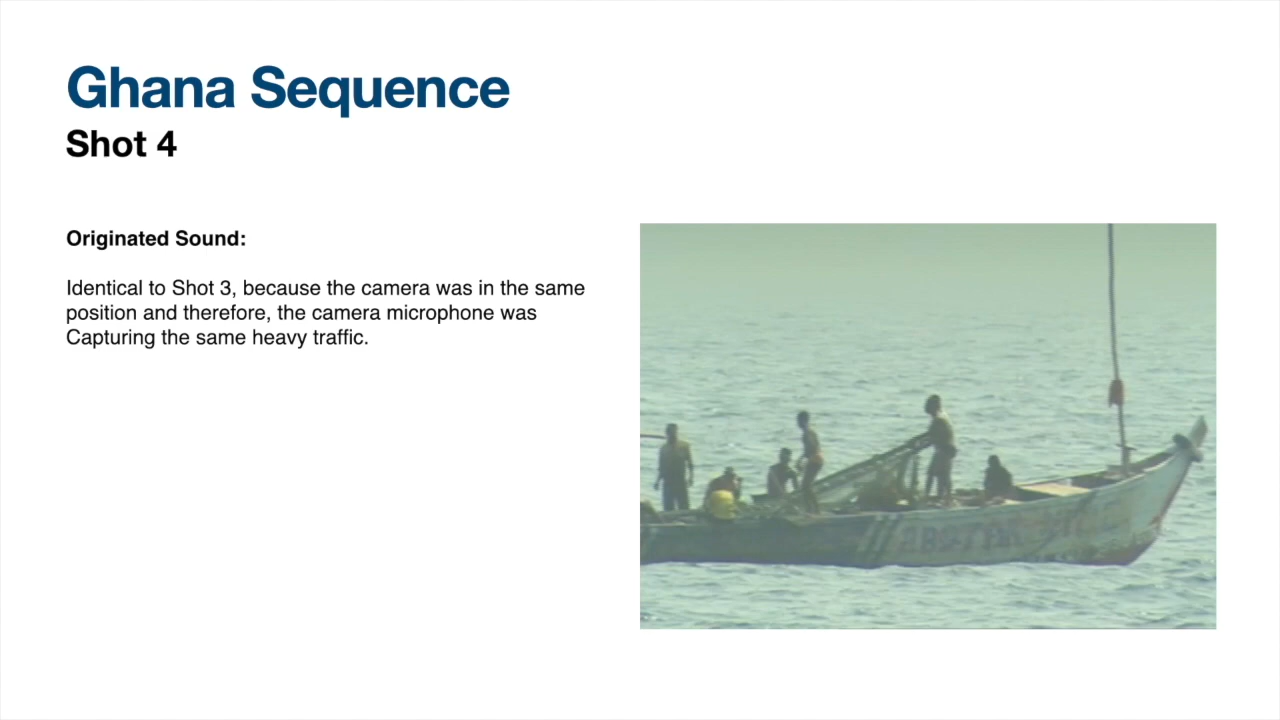 Ghana Sequence
Shot 4
Originated Sound:
Identical to Shot 3, because the camera was in the same
position and therefore, the camera microphone was
Capturing the same heavy traffic.